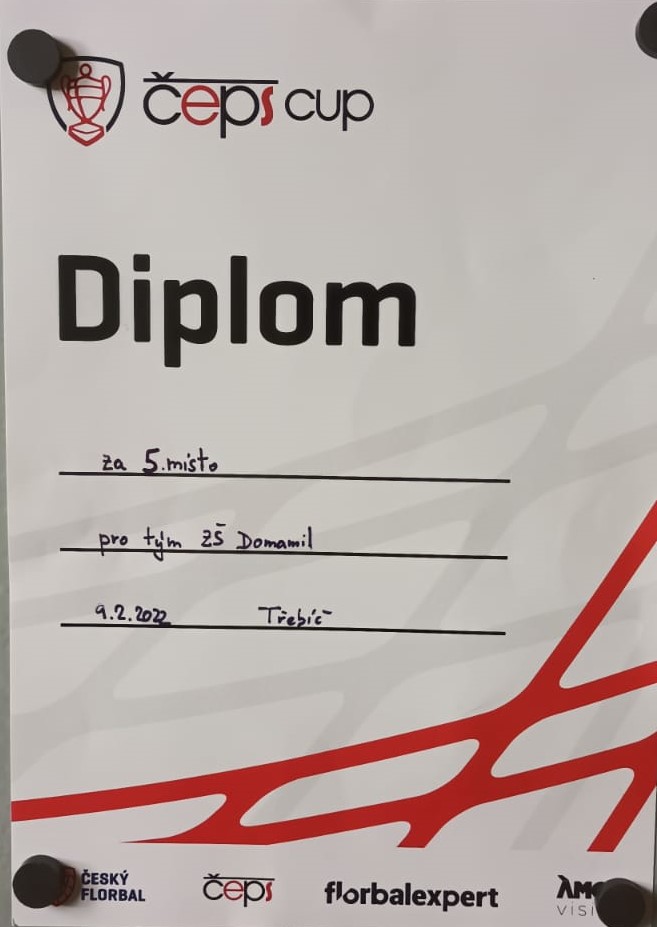 čeps cup
Diplom
za 5.místo
pro tým ZŠ Domamil
9.2.2022 Třebíč
ČESKÝ
FLORBAL
čeps
florbalexpert